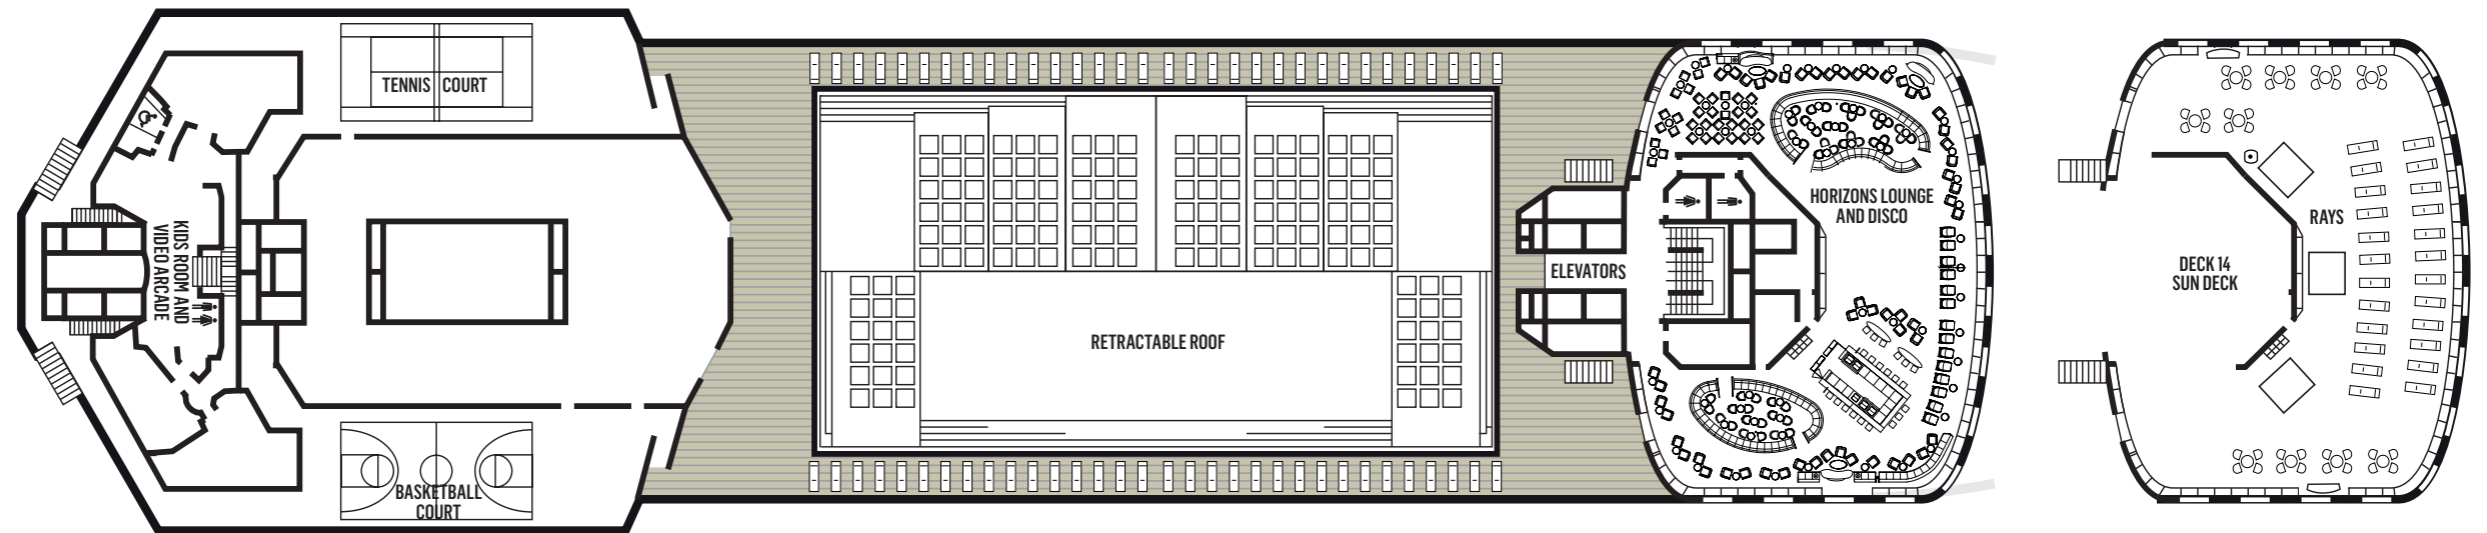 TENNIS COURT
KIDS ROOM AND
VIDEO ARCADE
BASKETBALL
COURT
RETRACTABLE ROOF
ELEVATORS
HORIZONS LOUNGE
AND DISCO
RAYS
DECK 14
SUN DECK